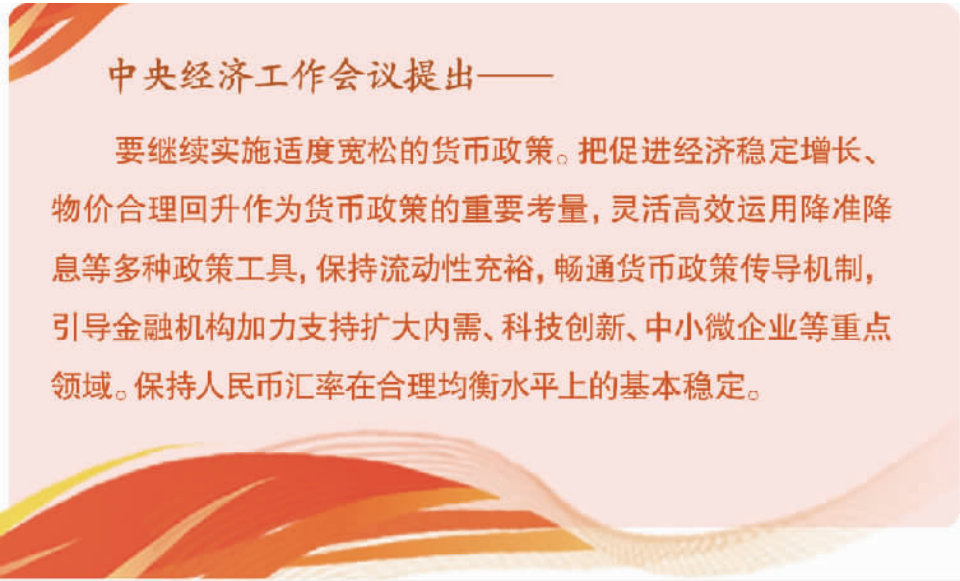 中央经济工作会议提出——
要继续实施适度宽松的货币政策。把促进经济稳定增长、
物价合理回升作为货币政策的重要考量，灵活高效运用降准降
息等多种政策工具，保持流动性充裕，畅通货币政策传导机制，
引导金融机构加力支持扩大内需、科技创新、中小微企业等重点
领域。保持人民币汇率在合理均衡水平上的基本稳定。